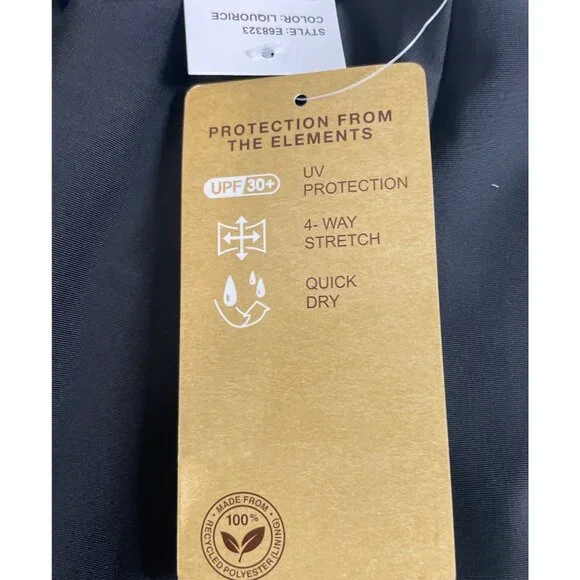 STYLE: E68323
COLOR: LIQUORICE
PROTECTION FROM
THE ELEMENTS
UPF 30+
UV
PROTECTION
4- WAY
STRETCH
QUICK
DRY
• MADE FROM •
100%
RECYCLED POLYESTER (LINING)